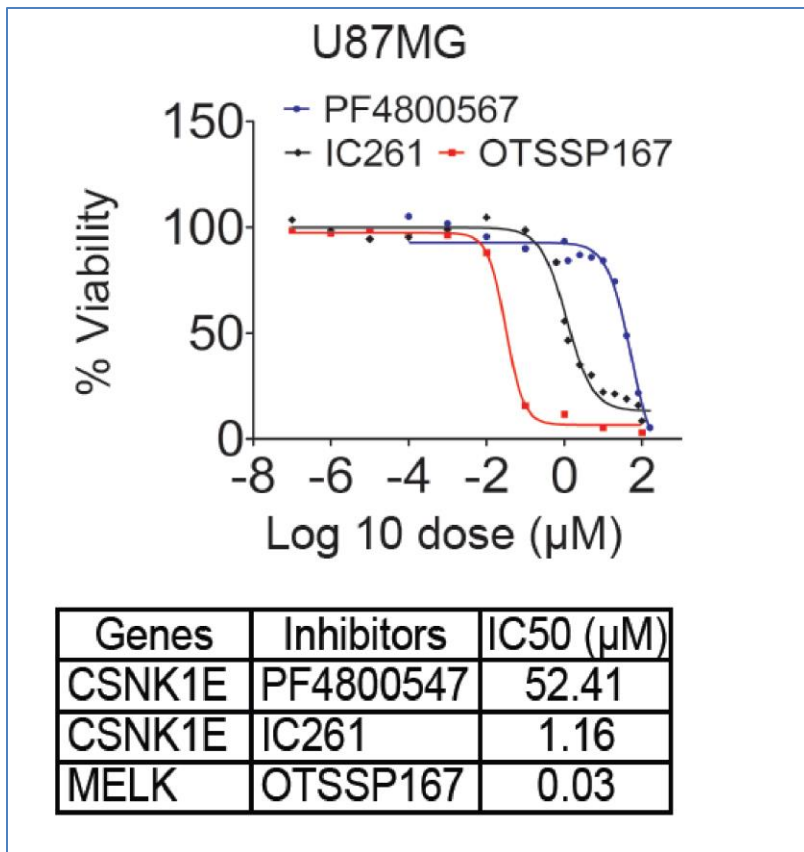 U87MG
PF4800567
IC261 OTSSP167
150
100
50
0
% Viability
-8 -6 -4 -2 0 2
Log 10 dose (µM)
Genes Inhibitors IC50 (µM)
CSNK1E PF4800547 52.41
CSNK1E IC261 1.16
MELK OTSSP167 0.03